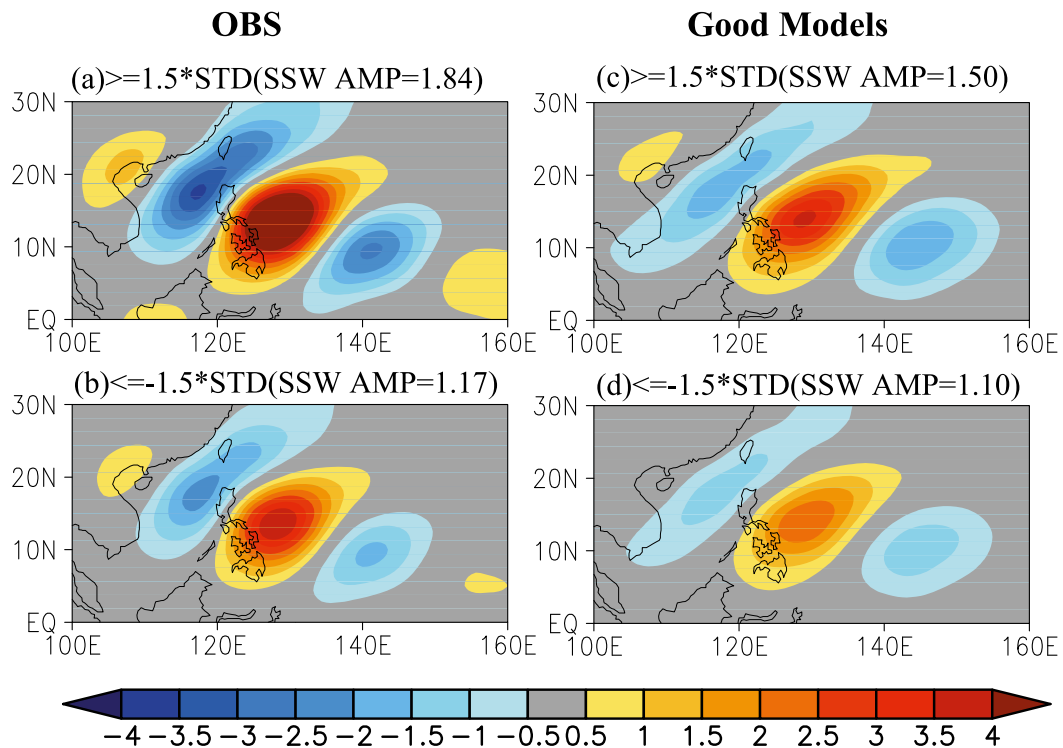 OBS
Good Models
(a)>=1.5*STD(SSW AMP=1.84)
(c)>=1.5*STD(SSW AMP=1.50)
30N
20N
10N
EQ
100E 120E 140E 160E
30N
20N
10N
EQ
100E 120E 140E 160E
(b)<=-1.5*STD(SSW AMP=1.17)
(d)<=-1.5*STD(SSW AMP=1.10)
30N
20N
10N
EQ
100E 120E 140E 160E
30N
20N
10N
EQ
100E 120E 140E 160E
-4 -3.5 -3 -2.5 -2 -1.5 -1 -0.5 0.5 1 1.5 2 2.5 3 3.5 4